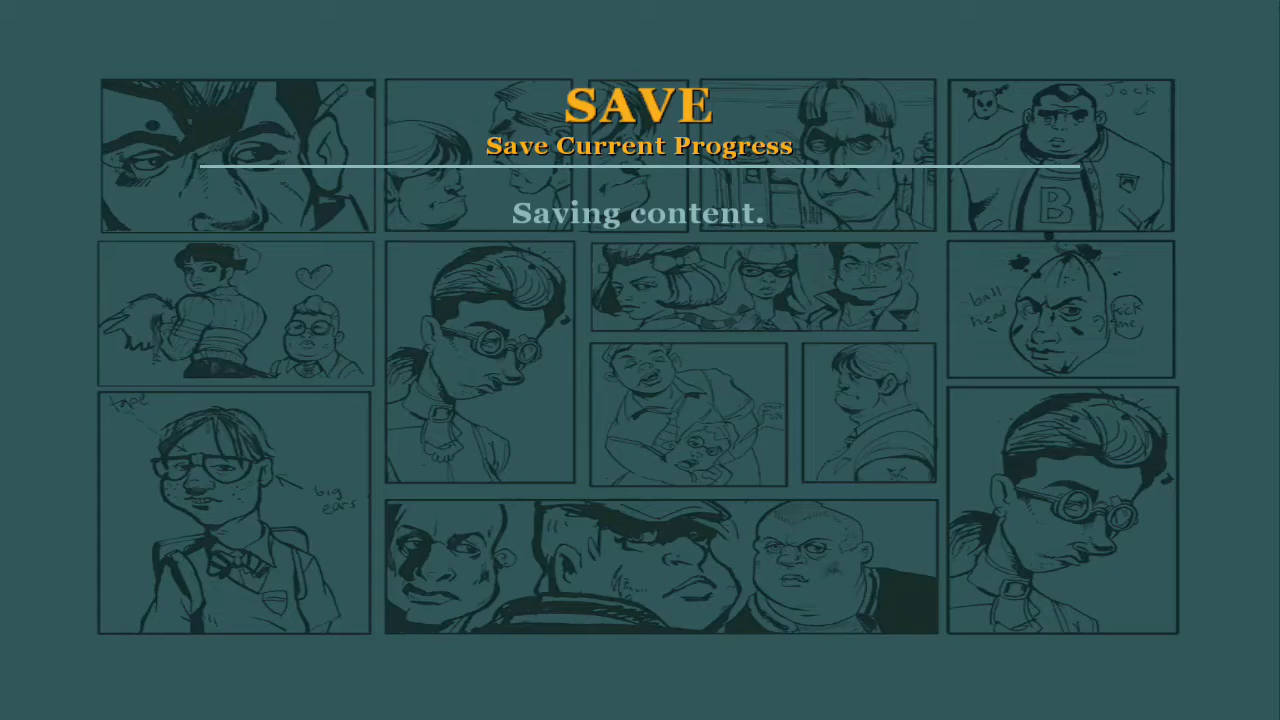 SAVE
Save Current Progress
Saving content.
Jock
B
ball
head
kick
me
tape
big
ears